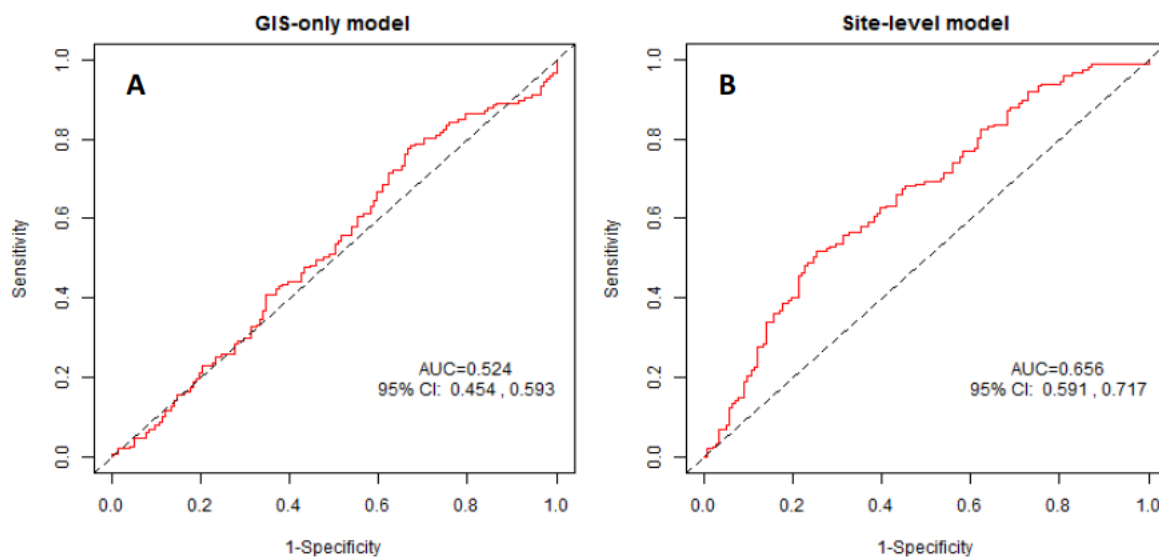 GIS-only model
A
Sensitivity
0.0 0.2 0.4 0.6 0.8 1.0
AUC=0.524
95% CI: 0.454 , 0.593
0.0 0.2 0.4 0.6 0.8 1.0
1-Specificity
Site-level model
B
Sensitivity
0.0 0.2 0.4 0.6 0.8 1.0
AUC=0.656
95% CI: 0.591 , 0.717
0.0 0.2 0.4 0.6 0.8 1.0
1-Specificity